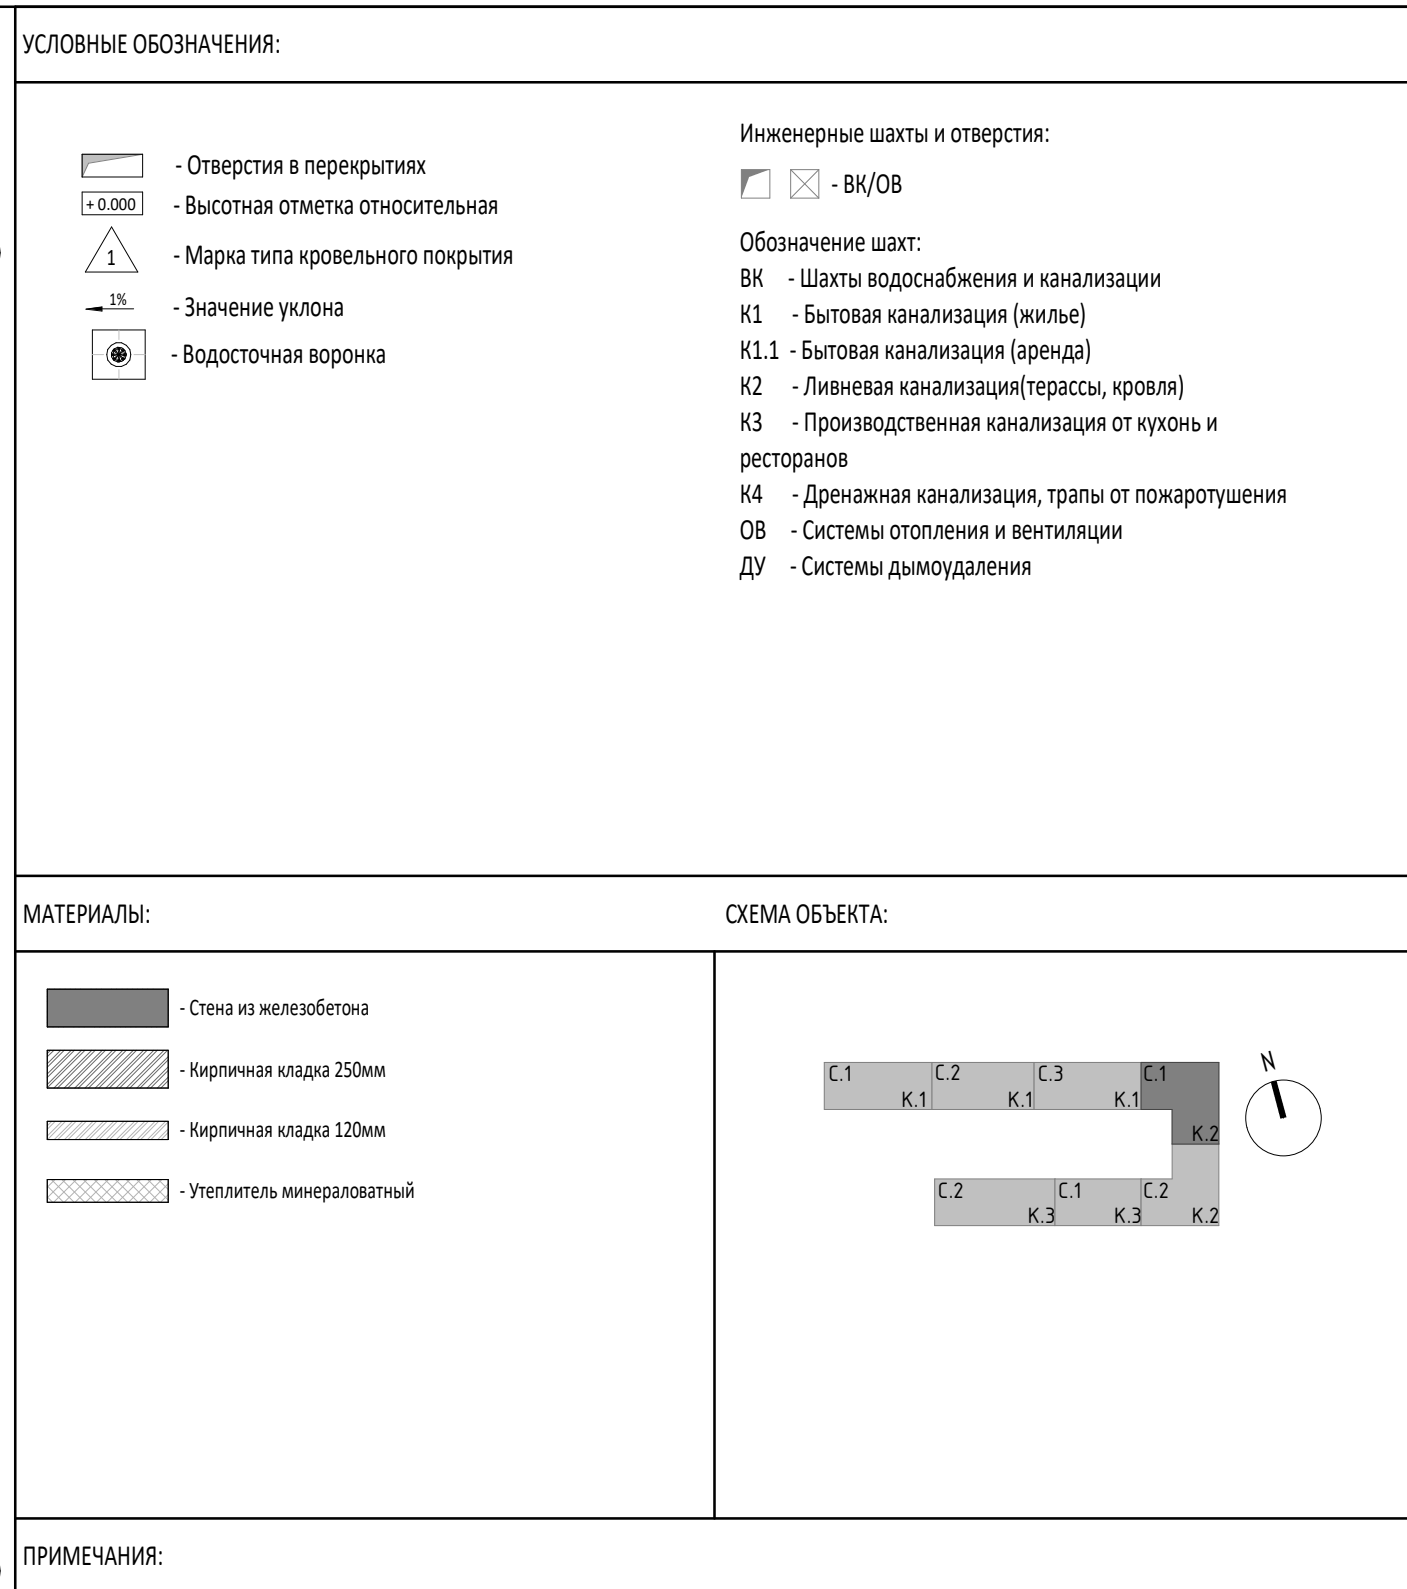 УСЛОВНЫЕ ОБОЗНАЧЕНИЯ:
- Отверстия в перекрытиях
+ 0.000 - Высотная отметка относительная
1 - Марка типа кровельного покрытия
1% - Значение уклона
- Водосточная воронка
Инженерные шахты и отверстия:
- ВК/ОВ
Обозначение шахт:
ВК - Шахты водоснабжения и канализации
К1 - Бытовая канализация (жилье)
К1.1 - Бытовая канализация (аренда)
К2 - Ливневая канализация(терассы, кровля)
К3 - Производственная канализация от кухонь и
ресторанов
К4 - Дренажная канализация, трапы от пожаротушения
ОВ - Системы отопления и вентиляции
ДУ - Системы дымоудаления
МАТЕРИАЛЫ:
- Стена из железобетона
- Кирпичная кладка 250мм
- Кирпичная кладка 120мм
- Утеплитель минераловатный
СХЕМА ОБЪЕКТА:
С.1 С.2 С.3 С.1
К.1 К.1 К.1
К.2
С.2 С.1 С.2
К.3 К.3 К.2
N
ПРИМЕЧАНИЯ: